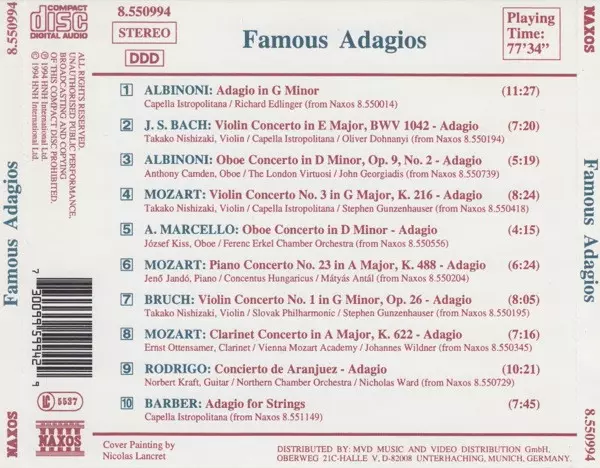 8.550994
COMPACT
disc
DIGITAL AUDIO
8.550994
STEREO
DDD
Famous Adagios
Playing
Time:
77'34"
NAXOS
ALL RIGHTS RESERVED.
UNAUTHORISED PUBLIC PERFORMANCE,
BROADCASTING AND COPYING
OF THIS COMPACT DISC PROHIBITED.
℗ 1994 HNH International Ltd.
© 1994 HNH International Ltd.
1 ALBINONI: Adagio in G Minor (11:27)
Capella Istropolitana / Richard Edlinger (from Naxos 8.550014)
2 J. S. BACH: Violin Concerto in E Major, BWV 1042 - Adagio (7:20)
Takako Nishizaki, Violin / Capella Istropolitana / Oliver Dohnanyi (from Naxos 8.550194)
3 ALBINONI: Oboe Concerto in D Minor, Op. 9, No. 2 - Adagio (5:19)
Anthony Camden, Oboe / The London Virtuosi / John Georgiadis (from Naxos 8.550739)
4 MOZART: Violin Concerto No. 3 in G Major, K. 216 - Adagio (8:24)
Takako Nishizaki, Violin / Capella Istropolitana / Stephen Gunzenhauser (from Naxos 8.550418)
5 A. MARCELLO: Oboe Concerto in D Minor - Adagio (4:15)
József Kiss, Oboe / Ferenc Erkel Chamber Orchestra (from Naxos 8.550556)
6 MOZART: Piano Concerto No. 23 in A Major, K. 488 - Adagio (6:24)
Jenő Jandó, Piano / Concentus Hungaricus / Mátyás Antál (from Naxos 8.550204)
7 BRUCH: Violin Concerto No. 1 in G Minor, Op. 26 - Adagio (8:05)
Takako Nishizaki, Violin / Slovak Philharmonic / Stephen Gunzenhauser (from Naxos 8.550195)
8 MOZART: Clarinet Concerto in A Major, K. 622 - Adagio (7:16)
Ernst Ottensamer, Clarinet / Vienna Mozart Academy / Johannes Wildner (from Naxos 8.550345)
9 RODRIGO: Concierto de Aranjuez - Adagio (10:21)
Norbert Kraft, Guitar / Northern Chamber Orchestra / Nicholas Ward (from Naxos 8.550729)
10 BARBER: Adagio for Strings (7:45)
Capella Istropolitana (from Naxos 8.551149)
Famous Adagios
Famous Adagios
7 30099 59942 9
LC 5537
NAXOS
NAXOS
Cover Painting by
Nicolas Lancret
DISTRIBUTED BY: MVD MUSIC AND VIDEO DISTRIBUTION GmbH.
OBERWEG 21C-HALLE V, D-82008 UNTERHACHING, MUNICH, GERMANY.
8.550994